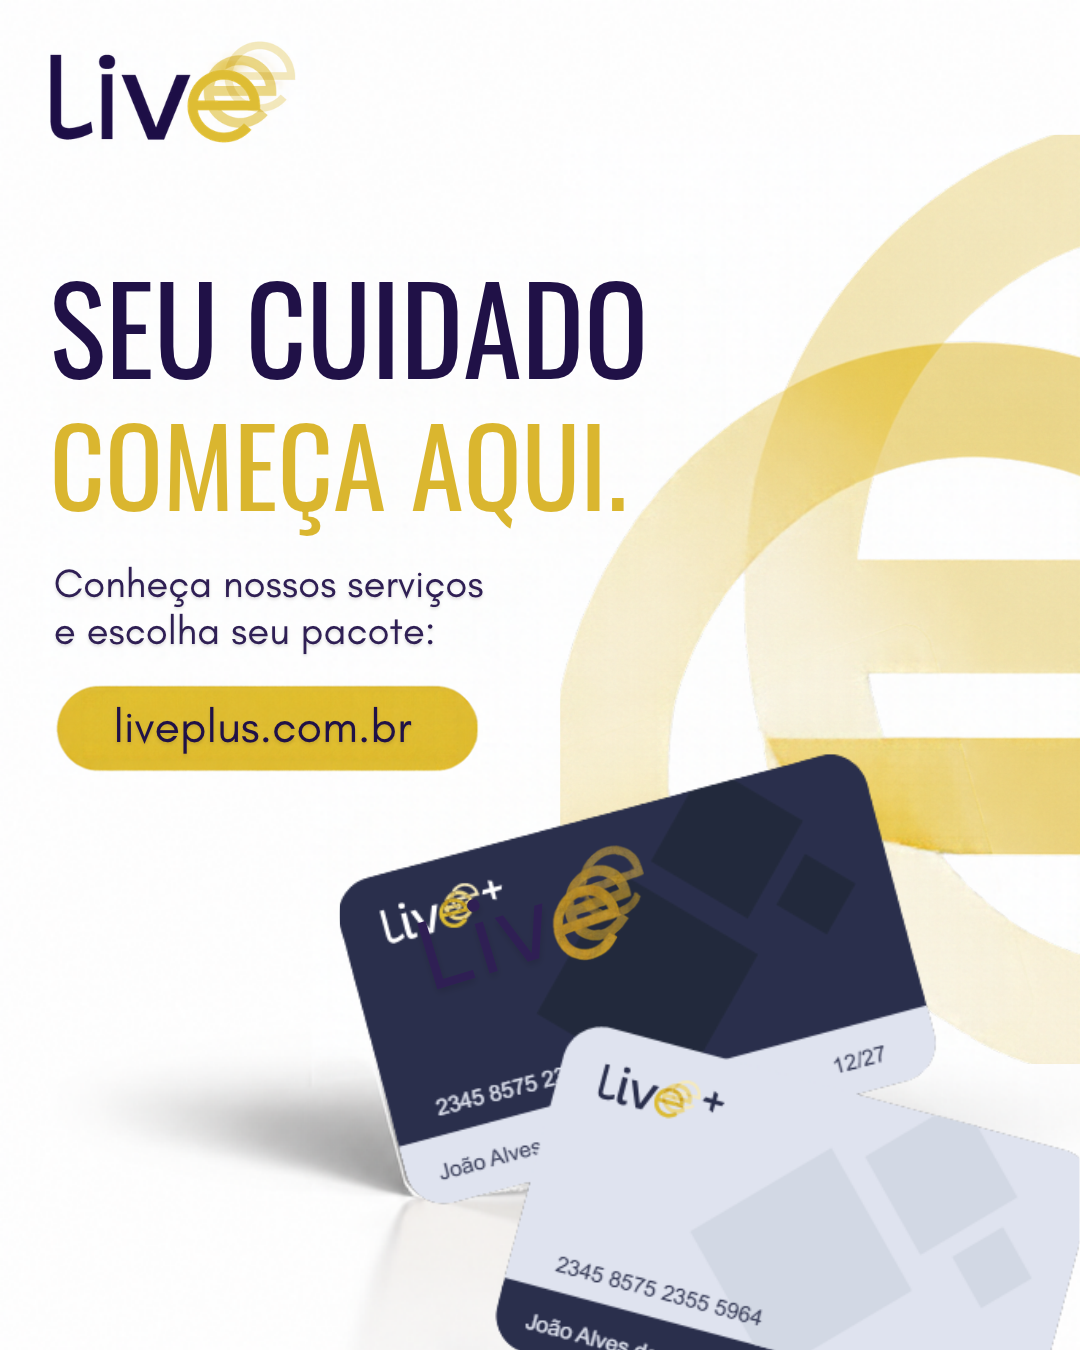 Live
SEU CUIDADO
COMEÇA AQUI.
Conheça nossos serviços
e escolha seu pacote:
liveplus.com.br
Live+
Live
2345 8575 22
12/27
João Alves
Live+
2345 8575 2355 5964
João Alves